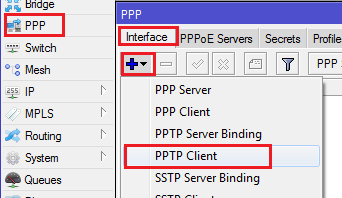 Bridge
PPP
Switch
Mesh
255
IP
MPLS
Routing
System
Queues
PPP
Interface
PPPoE Servers
Secrets
Profile
PPP S
PPP Server
PPP Client
PPTP Server Binding
PPTP Client
SSTP Server Binding
SSTP Client